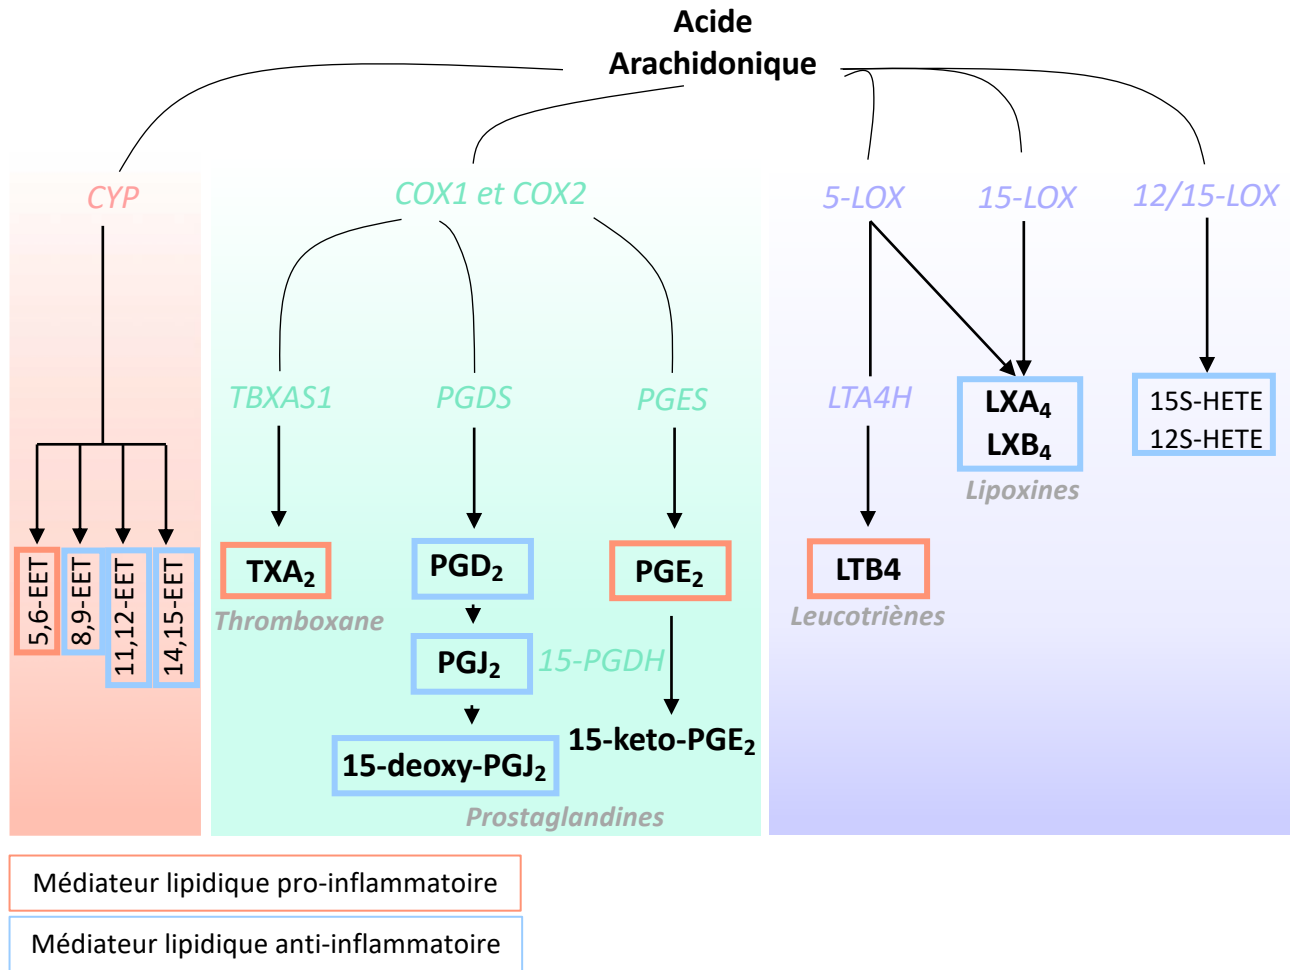 Acide
Arachidonique
CYP
COX1 et COX2
5-LOX
15-LOX
12/15-LOX
TBXAS1
PGDS
PGES
LTA4H
LXA₄
LXB₄
Lipoxines
15S-HETE
12S-HETE
5,6-EET
8,9-EET
11,12-EET
14,15-EET
TXA₂
Thromboxane
PGD₂
PGE₂
LTB4
Leucotriènes
PGJ₂
15-PGDH
15-deoxy-PGJ₂
15-keto-PGE₂
Prostaglandines
Médiateur lipidique pro-inflammatoire
Médiateur lipidique anti-inflammatoire